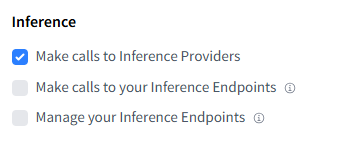 Inference
Make calls to Inference Providers
Make calls to your Inference Endpoints
Manage your Inference Endpoints